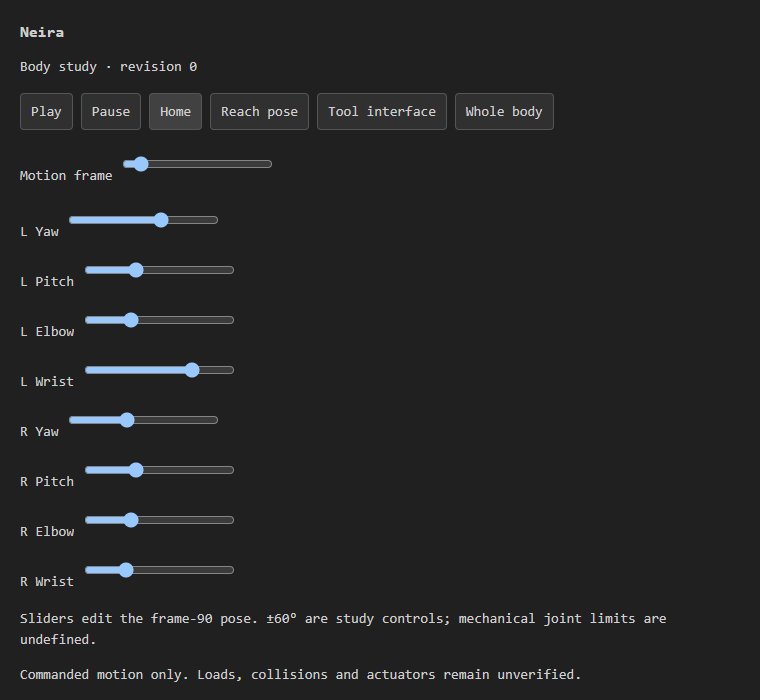 Neira
Body study · revision 0
Play Pause Home Reach pose Tool interface Whole body
Motion frame
L Yaw
L Pitch
L Elbow
L Wrist
R Yaw
R Pitch
R Elbow
R Wrist
Sliders edit the frame-90 pose. ±60° are study controls; mechanical joint limits are
undefined.
Commanded motion only. Loads, collisions and actuators remain unverified.